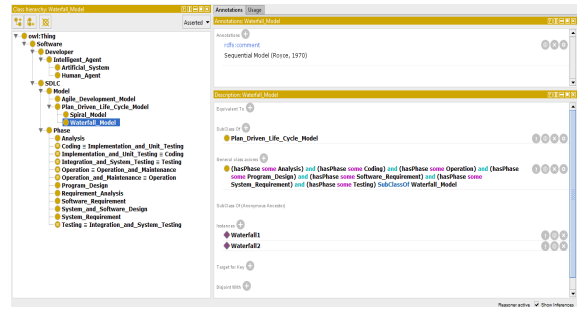 Class hierarchy: Waterfall_Model
Asserted
owl:Thing
Software
Developer
Intelligent_Agent
Artificial_System
Human_Agent
SDLC
Model
Agile_Development_Model
Plan_Driven_Life_Cycle_Model
Spiral_Model
Waterfall_Model
Phase
Analysis
Coding ≡ Implementation_and_Unit_Testing
Implementation_and_Unit_Testing ≡ Coding
Integration_and_System_Testing ≡ Testing
Operation ≡ Operation_and_Maintenance
Operation_and_Maintenance ≡ Operation
Program_Design
Requirement_Analysis
Software_Requirement
System_and_Software_Design
System_Requirement
Testing ≡ Integration_and_System_Testing
Annotations Usage
Annotations: Waterfall_Model
Annotations
rdfs:comment
Sequential Model (Royce, 1970)
Description: Waterfall_Model
Equivalent To
SubClass Of
Plan_Driven_Life_Cycle_Model
General class axioms
(hasPhase some Analysis) and (hasPhase some Coding) and (hasPhase some Operation) and (hasPhase
some Program_Design) and (hasPhase some Software_Requirement) and (hasPhase some
System_Requirement) and (hasPhase some Testing) SubClassOf Waterfall_Model
SubClass Of (Anonymous Ancestor)
Instances
Waterfall1
Waterfall2
Target for Key
Disjoint With
Reasoner active Show Inferences